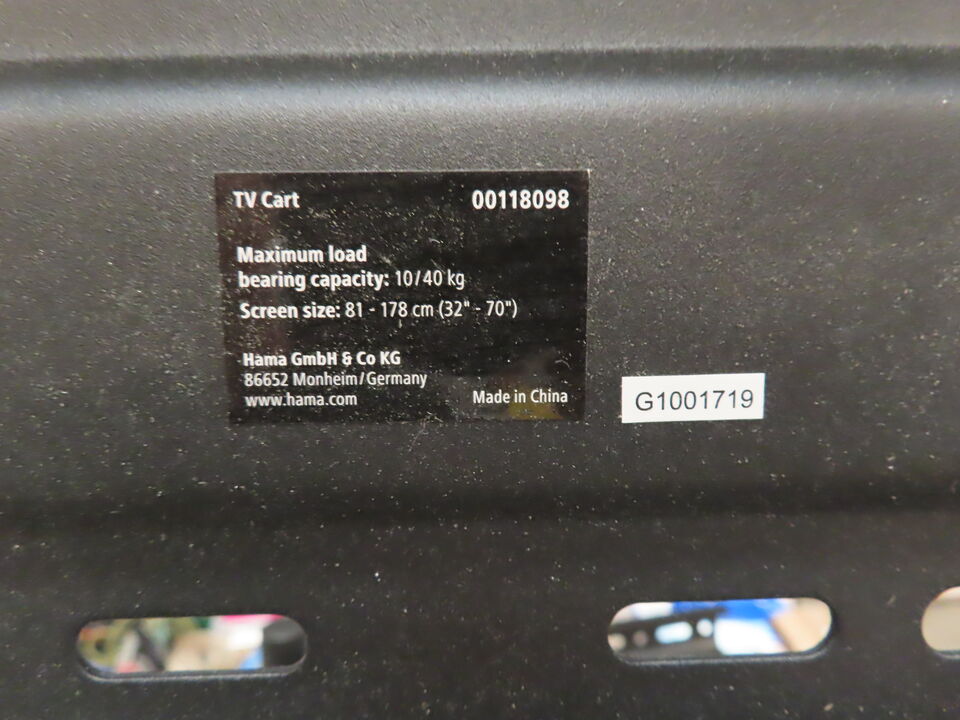 TV Cart 00118098
Maximum load
bearing capacity: 10/40 kg
Screen size: 81 - 178 cm (32" - 70")
Hama GmbH & Co KG
86652 Monheim/Germany
www.hama.com Made in China
G1001719